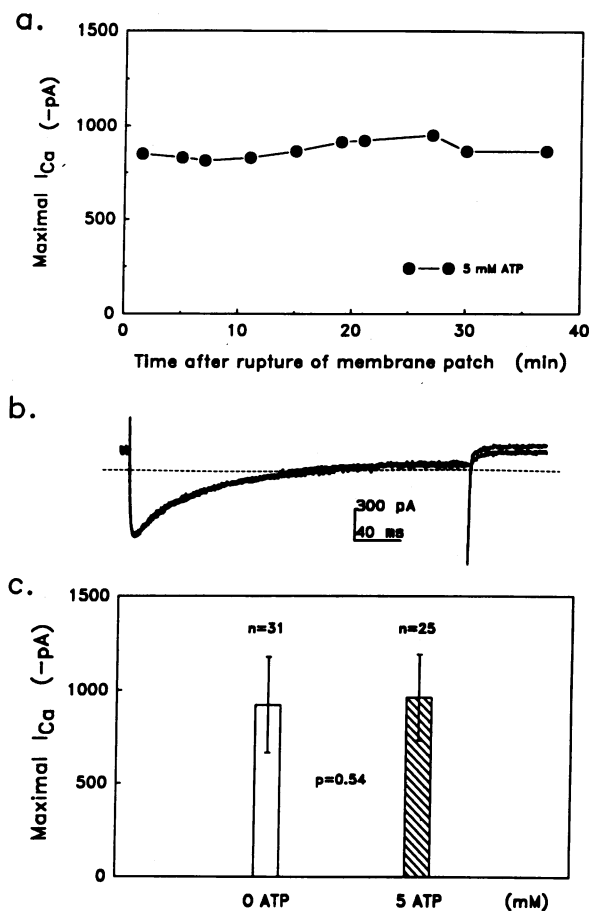 a.
1500
1000
500
0
Maximal ICa (−pA)
5 mM ATP
0 10 20 30 40
Time after rupture of membrane patch (min)
b.
300 pA
40 ms
c.
1500
1000
500
0
Maximal ICa (−pA)
n=31 n=25
p=0.54
0 ATP 5 ATP (mM)